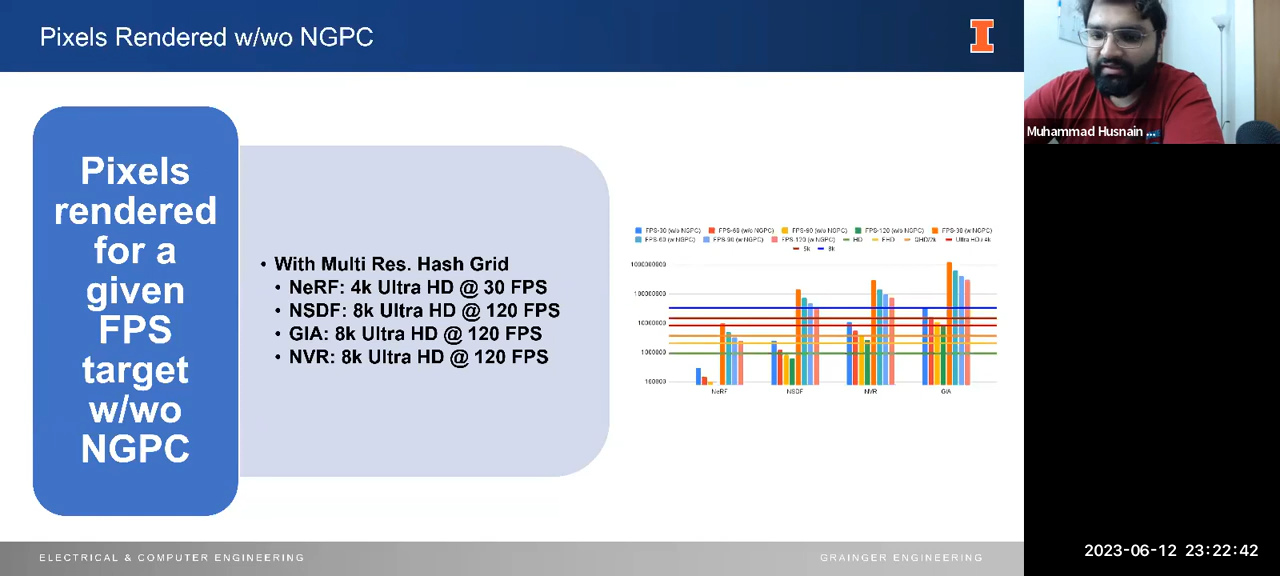 Pixels Rendered w/wo NGPC
Pixels
rendered
for a
given
FPS
target
w/wo
NGPC
• With Multi Res. Hash Grid
• NeRF: 4k Ultra HD @ 30 FPS
• NSDF: 8k Ultra HD @ 120 FPS
• GIA: 8k Ultra HD @ 120 FPS
• NVR: 8k Ultra HD @ 120 FPS
FPS-30 (w/o NGPC) FPS-60 (w/o NGPC) FPS-90 (w/o NGPC) FPS-120 (w/o NGPC) FPS-30 (w NGPC)
FPS-60 (w NGPC) FPS-90 (w NGPC) FPS-120 (w NGPC) HD FHD QHD/2k Ultra HD / 4k
5k 8k
1000000000
100000000
10000000
1000000
100000
NeRF NSDF NVR GIA
ELECTRICAL & COMPUTER ENGINEERING
GRAINGER ENGINEERING
Muhammad Husnain ...
2023-06-12 23:22:42